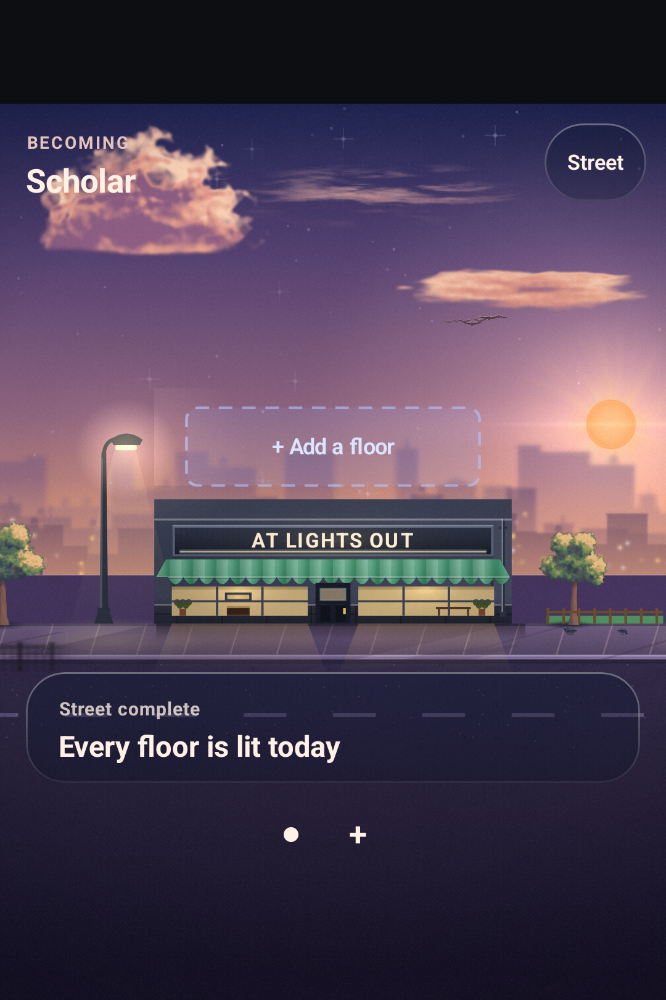 BECOMING
Scholar
Street
+ Add a floor
AT LIGHTS OUT
Street complete
Every floor is lit today
+